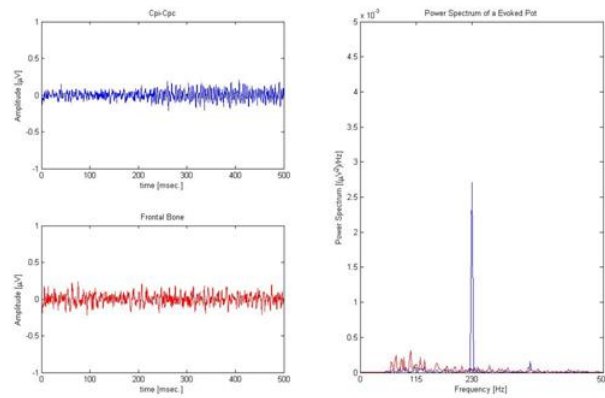 Cpi-Cpc
1
0.5
0
-0.5
-1
Amplitude [µV]
0 100 200 300 400 500
time [msec.]
Frontal Bone
1
0.5
0
-0.5
-1
Amplitude [µV]
0 100 200 300 400 500
time [msec.]
Power Spectrum of a Evoked Pot
x 10⁻³
5
4.5
4
3.5
3
2.5
2
1.5
1
0.5
0
Power Spectrum [(µV²)/Hz]
0 115 230 50
Frequency [Hz]